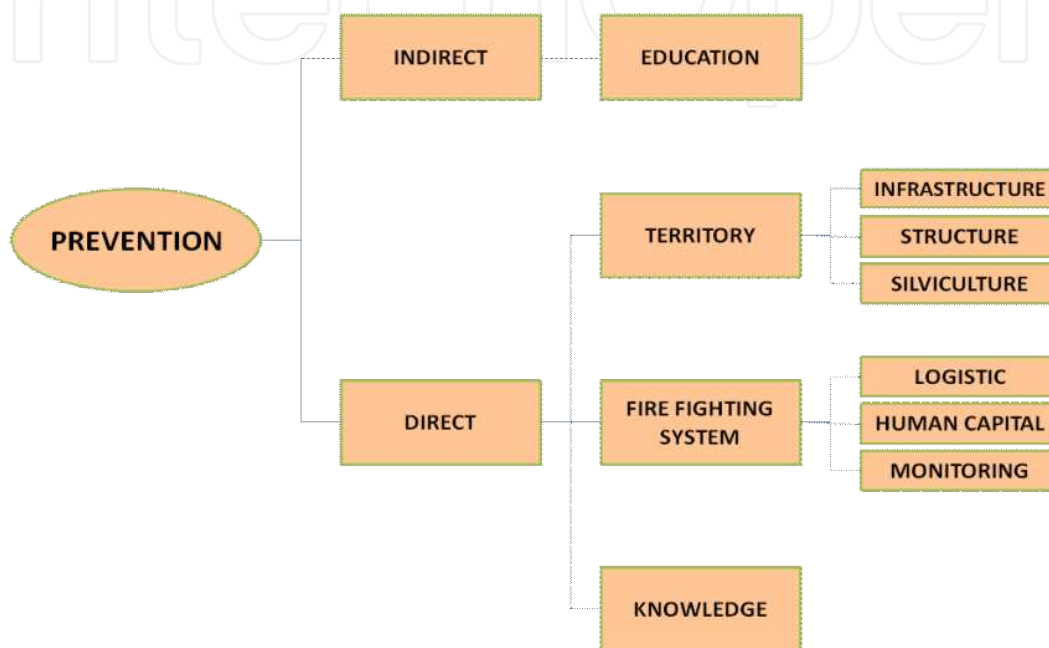 INDIRECT
EDUCATION
PREVENTION
TERRITORY
INFRASTRUCTURE
STRUCTURE
SILVICULTURE
DIRECT
FIRE FIGHTING
SYSTEM
LOGISTIC
HUMAN CAPITAL
MONITORING
KNOWLEDGE